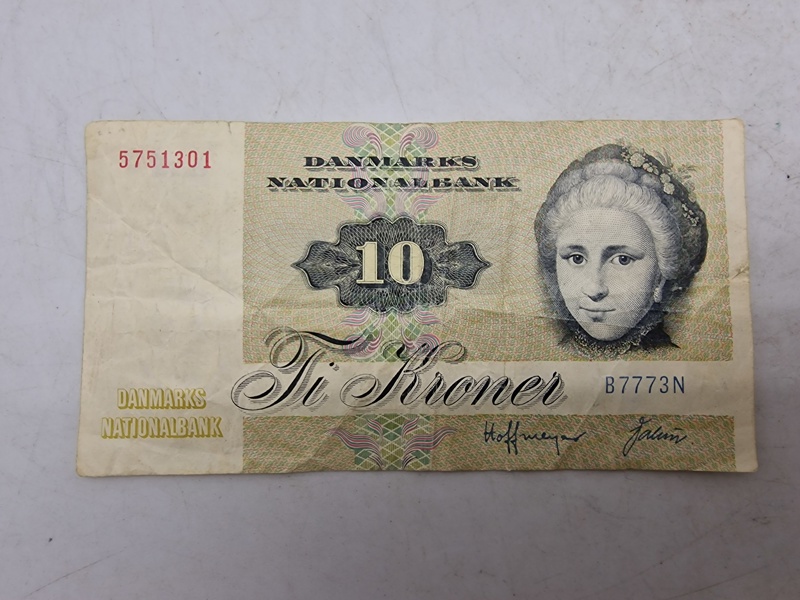 5751301
DANMARKS
NATIONALBANK
10
Ti Kroner
B7773N
DANMARKS
NATIONALBANK
Hoffmeyer